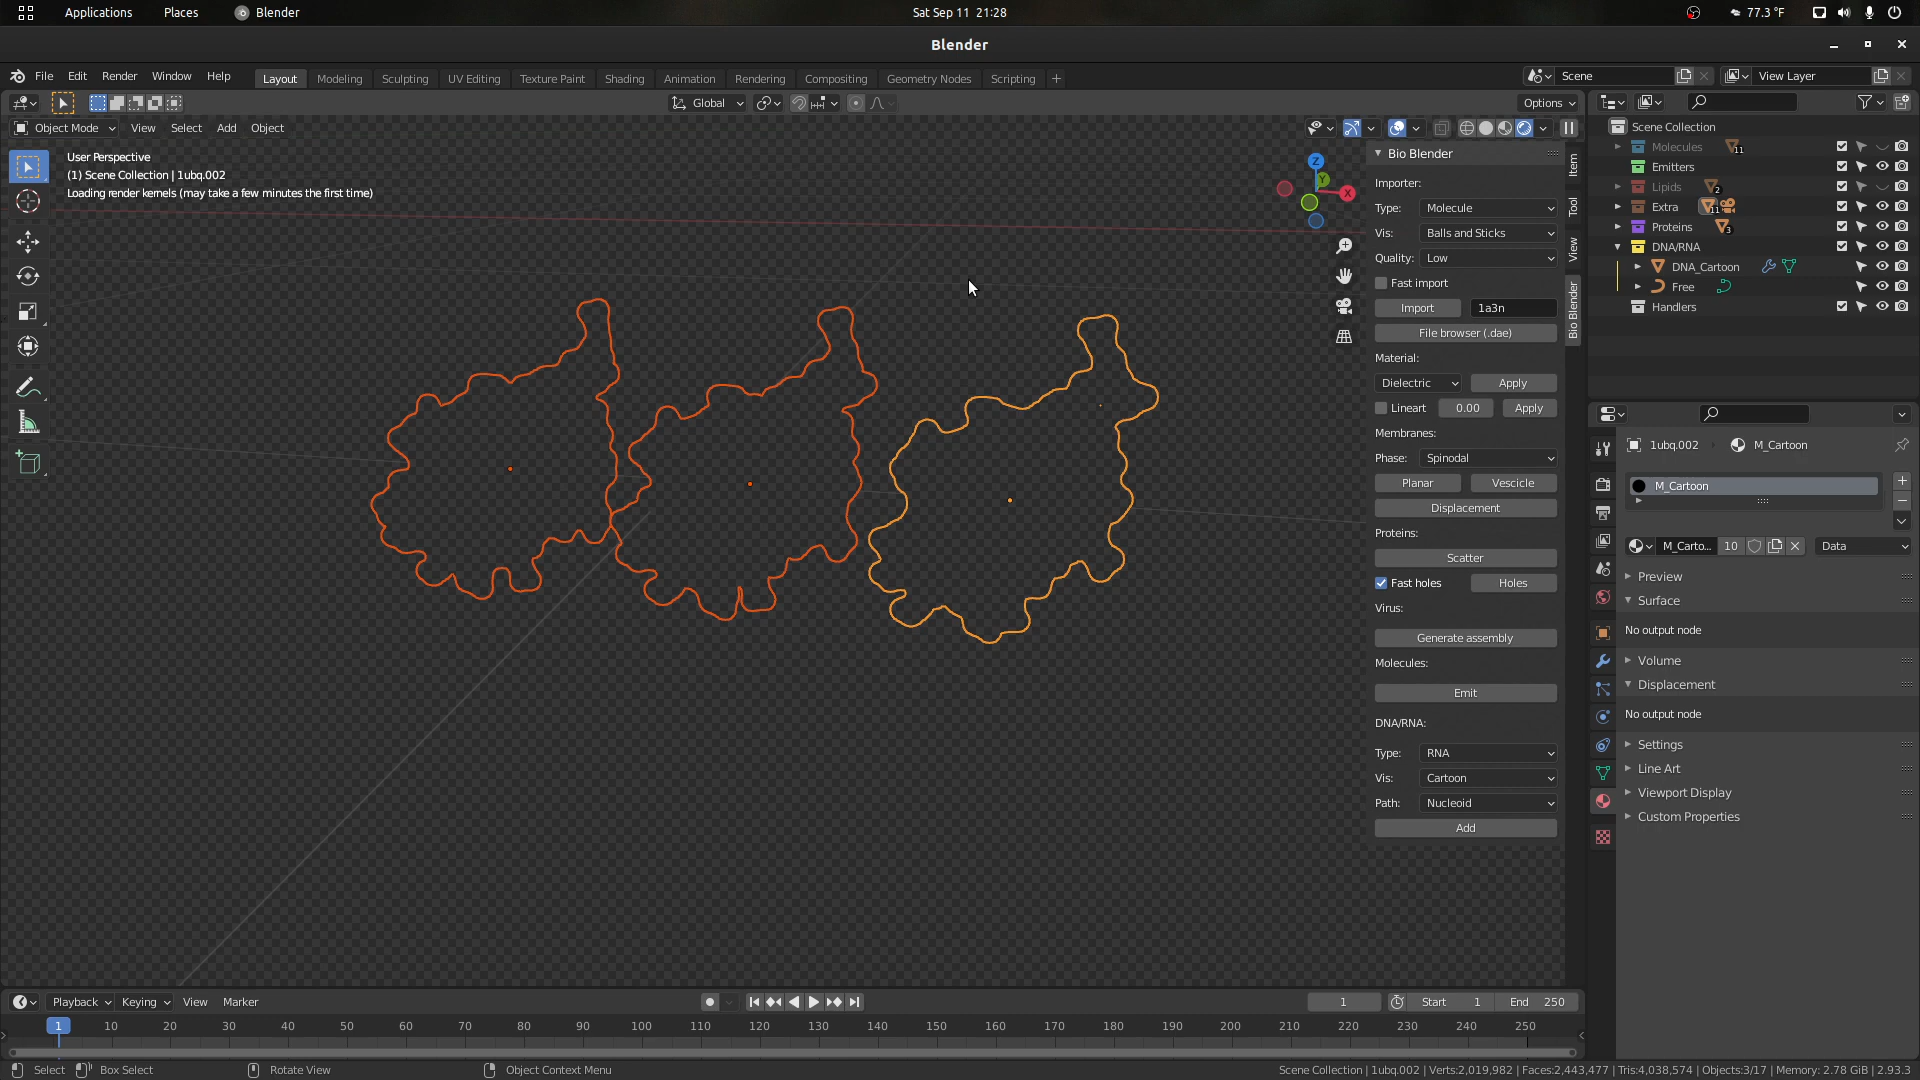 Applications Places Blender Sat Sep 11 21:28 77.3 °F
Blender
File Edit Render Window Help Layout Modeling Sculpting UV Editing Texture Paint Shading Animation Rendering Compositing Geometry Nodes Scripting Scene View Layer
Global Options
Object Mode View Select Add Object
User Perspective
(1) Scene Collection | 1ubq.002
Loading render kernels (may take a few minutes the first time)
Z
Y
X
Bio Blender
Importer:
Type: Molecule
Vis: Balls and Sticks
Quality: Low
Fast import
Import 1a3n
File browser (.dae)
Material:
Dielectric Apply
Lineart 0.00 Apply
Membranes:
Phase: Spinodal
Planar Vescicle
Displacement
Proteins:
Scatter
Fast holes Holes
Virus:
Generate assembly
Molecules:
Emit
DNA/RNA:
Type: RNA
Vis: Cartoon
Path: Nucleoid
Add
Item
Tool
View
Bio Blender
Scene Collection
Molecules 11
Emitters
Lipids 2
Extra 11
Proteins 3
DNA/RNA
DNA_Cartoon
Free
Handlers
1ubq.002 M_Cartoon
M_Cartoon
M_Carto... 10 Data
Preview
Surface
No output node
Volume
Displacement
No output node
Settings
Line Art
Viewport Display
Custom Properties
Playback Keying View Marker 1 Start 1 End 250
1 10 20 30 40 50 60 70 80 90 100 110 120 130 140 150 160 170 180 190 200 210 220 230 240 250
Select Box Select Rotate View Object Context Menu Scene Collection | 1ubq.002 | Verts:2,019,982 | Faces:2,443,477 | Tris:4,038,574 | Objects:3/17 | Memory: 2.78 GiB | 2.93.3